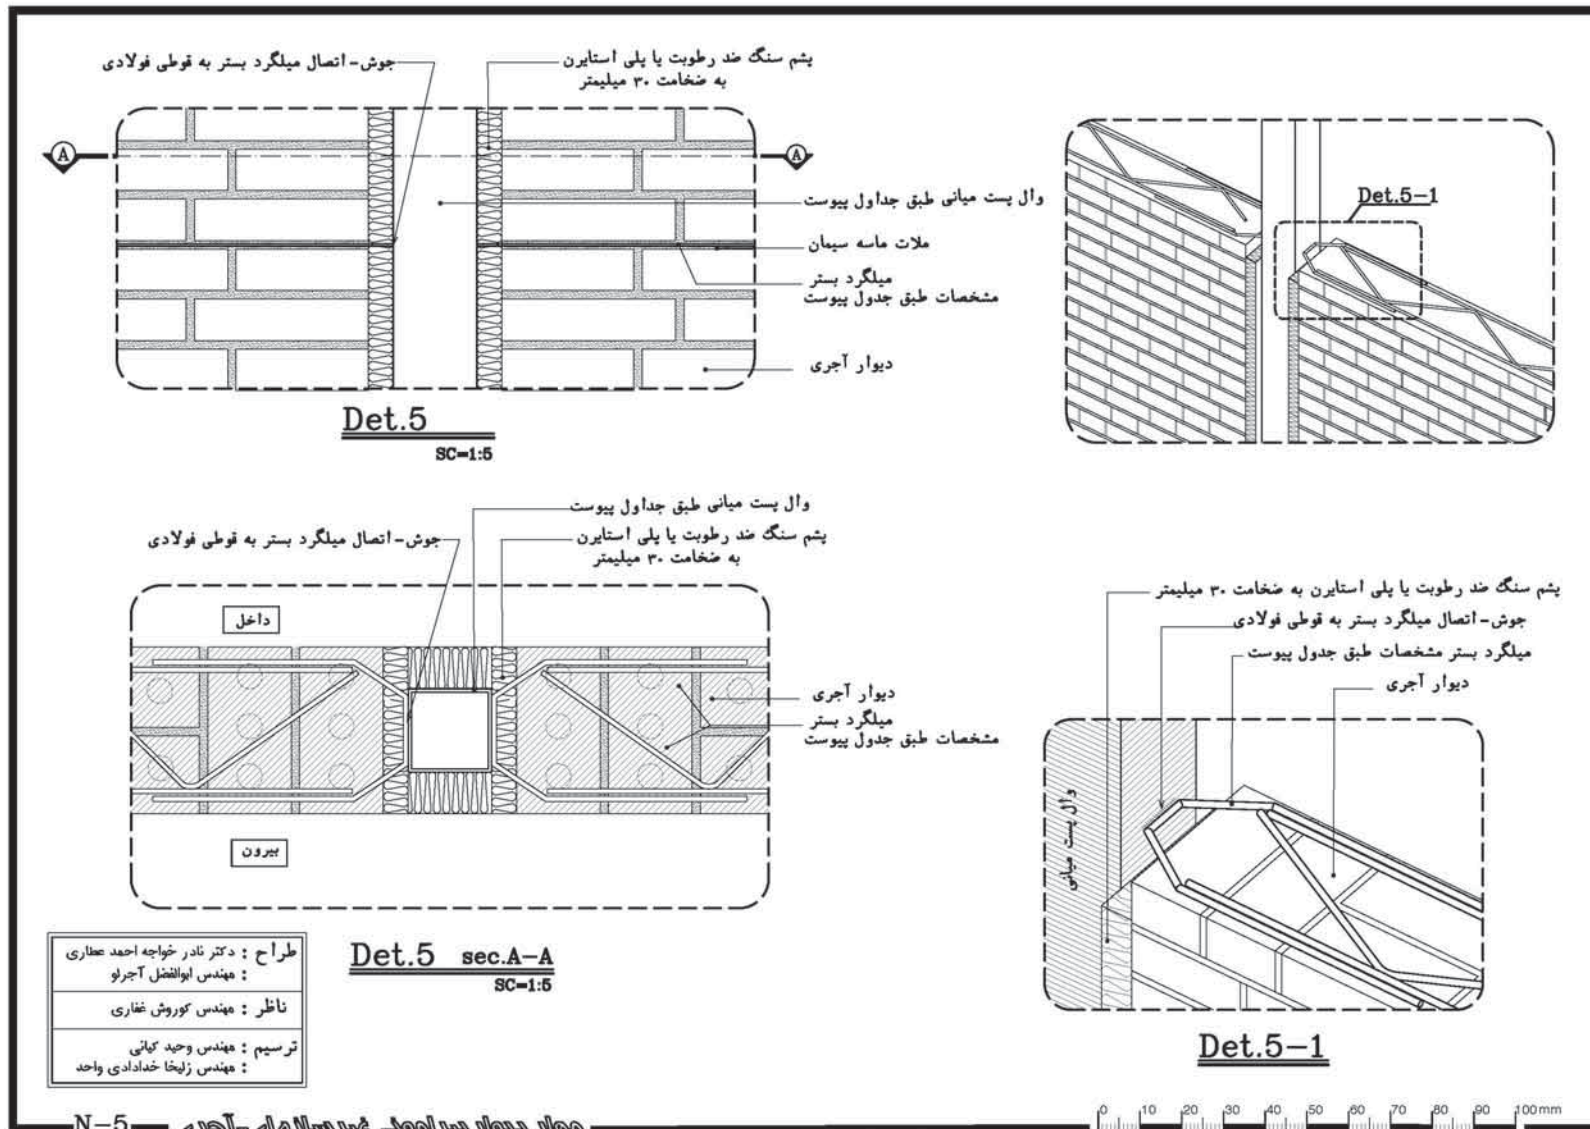 جوش-اتصال میلگرد بستر به قوطی فولادی
پشم سنگ ضد رطوبت یا پلی استایرن
به ضخامت ۳۰ میلیمتر
A
A
وال پست میانی طبق جداول پیوست
ملات ماسه سیمان
میلگرد بستر
مشخصات طبق جدول پیوست
دیوار آجری
Det.5
SC=1:5
Det.5-1
وال پست میانی طبق جداول پیوست
جوش-اتصال میلگرد بستر به قوطی فولادی
پشم سنگ ضد رطوبت یا پلی استایرن
به ضخامت ۳۰ میلیمتر
داخل
دیوار آجری
میلگرد بستر
مشخصات طبق جدول پیوست
بیرون
Det.5 sec.A-A
SC=1:5
پشم سنگ ضد رطوبت یا پلی استایرن به ضخامت ۳۰ میلیمتر
جوش-اتصال میلگرد بستر به قوطی فولادی
میلگرد بستر مشخصات طبق جدول پیوست
دیوار آجری
وال پست میانی
Det.5-1
طراح : دکتر نادر خواجه احمد عطاری
: مهندس ابوالفضل آجرلو
ناظر : مهندس کوروش غفاری
ترسیم : مهندس وحید کیانی
: مهندس زلیخا خدادادی واحد
N-5
0 10 20 30 40 50 60 70 80 90 100mm